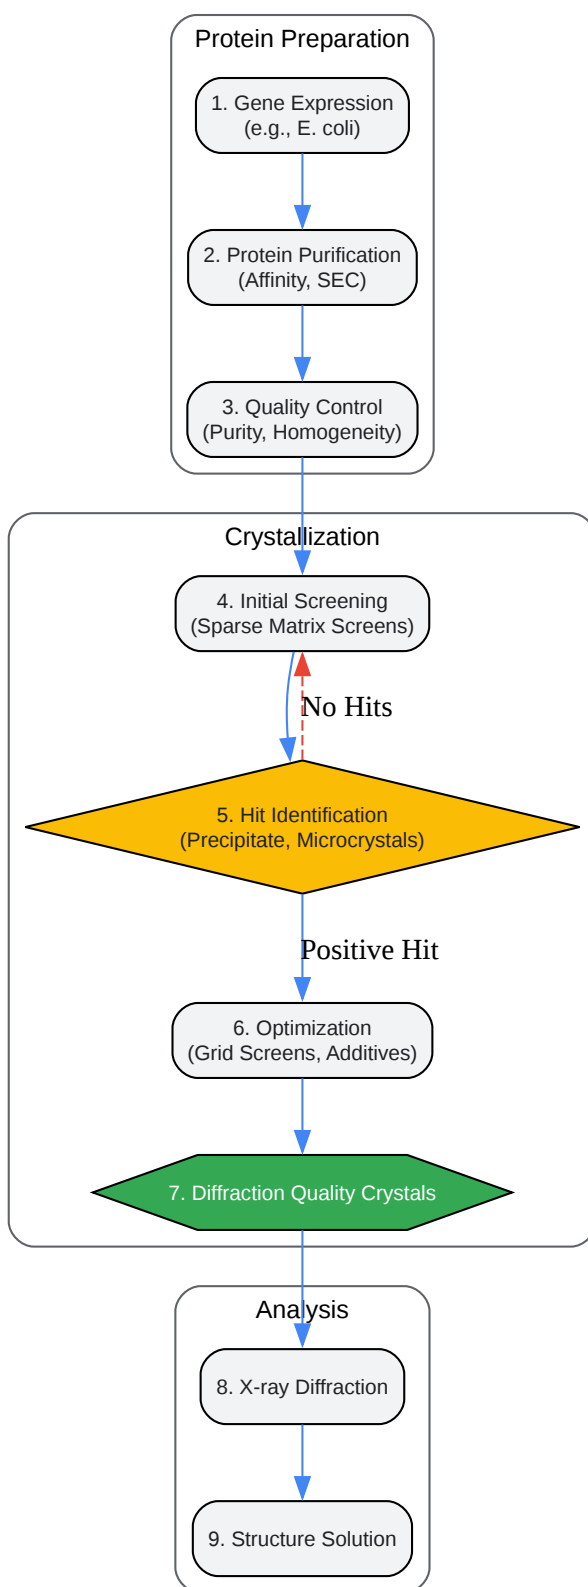 Protein Preparation
1. Gene Expression
(e.g., E. coli)
2. Protein Purification
(Affinity, SEC)
3. Quality Control
(Purity, Homogeneity)
Crystallization
4. Initial Screening
(Sparse Matrix Screens)
No Hits
5. Hit Identification
(Precipitate, Microcrystals)
Positive Hit
6. Optimization
(Grid Screens, Additives)
7. Diffraction Quality Crystals
Analysis
8. X-ray Diffraction
9. Structure Solution